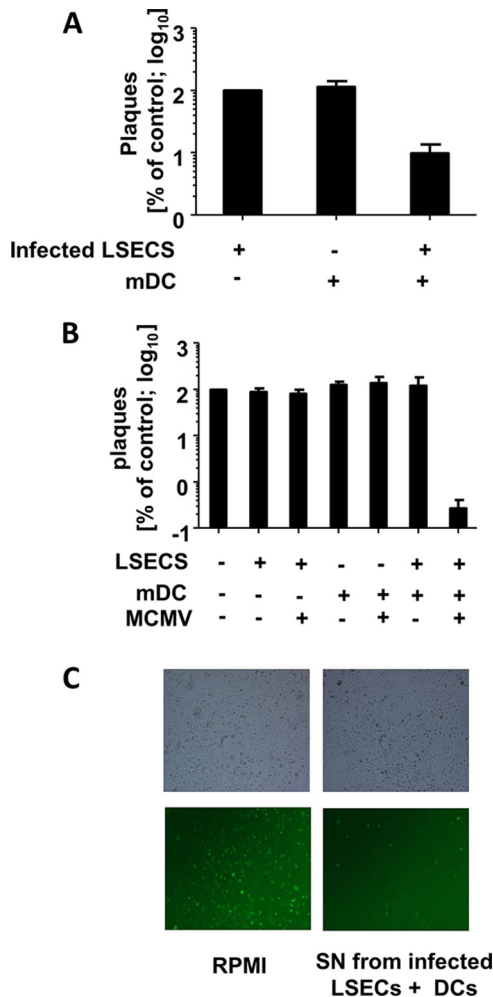 A
Plaques
[% of control; log10]
3
2
1
0
Infected LSECS + - +
mDC - + +
B
plaques
[% of control; log10]
3
2
1
0
-1
LSECS - + + - - + +
mDC - - - + + + +
MCMV - - + - + - +
C
RPMI
SN from infected
LSECs + DCs